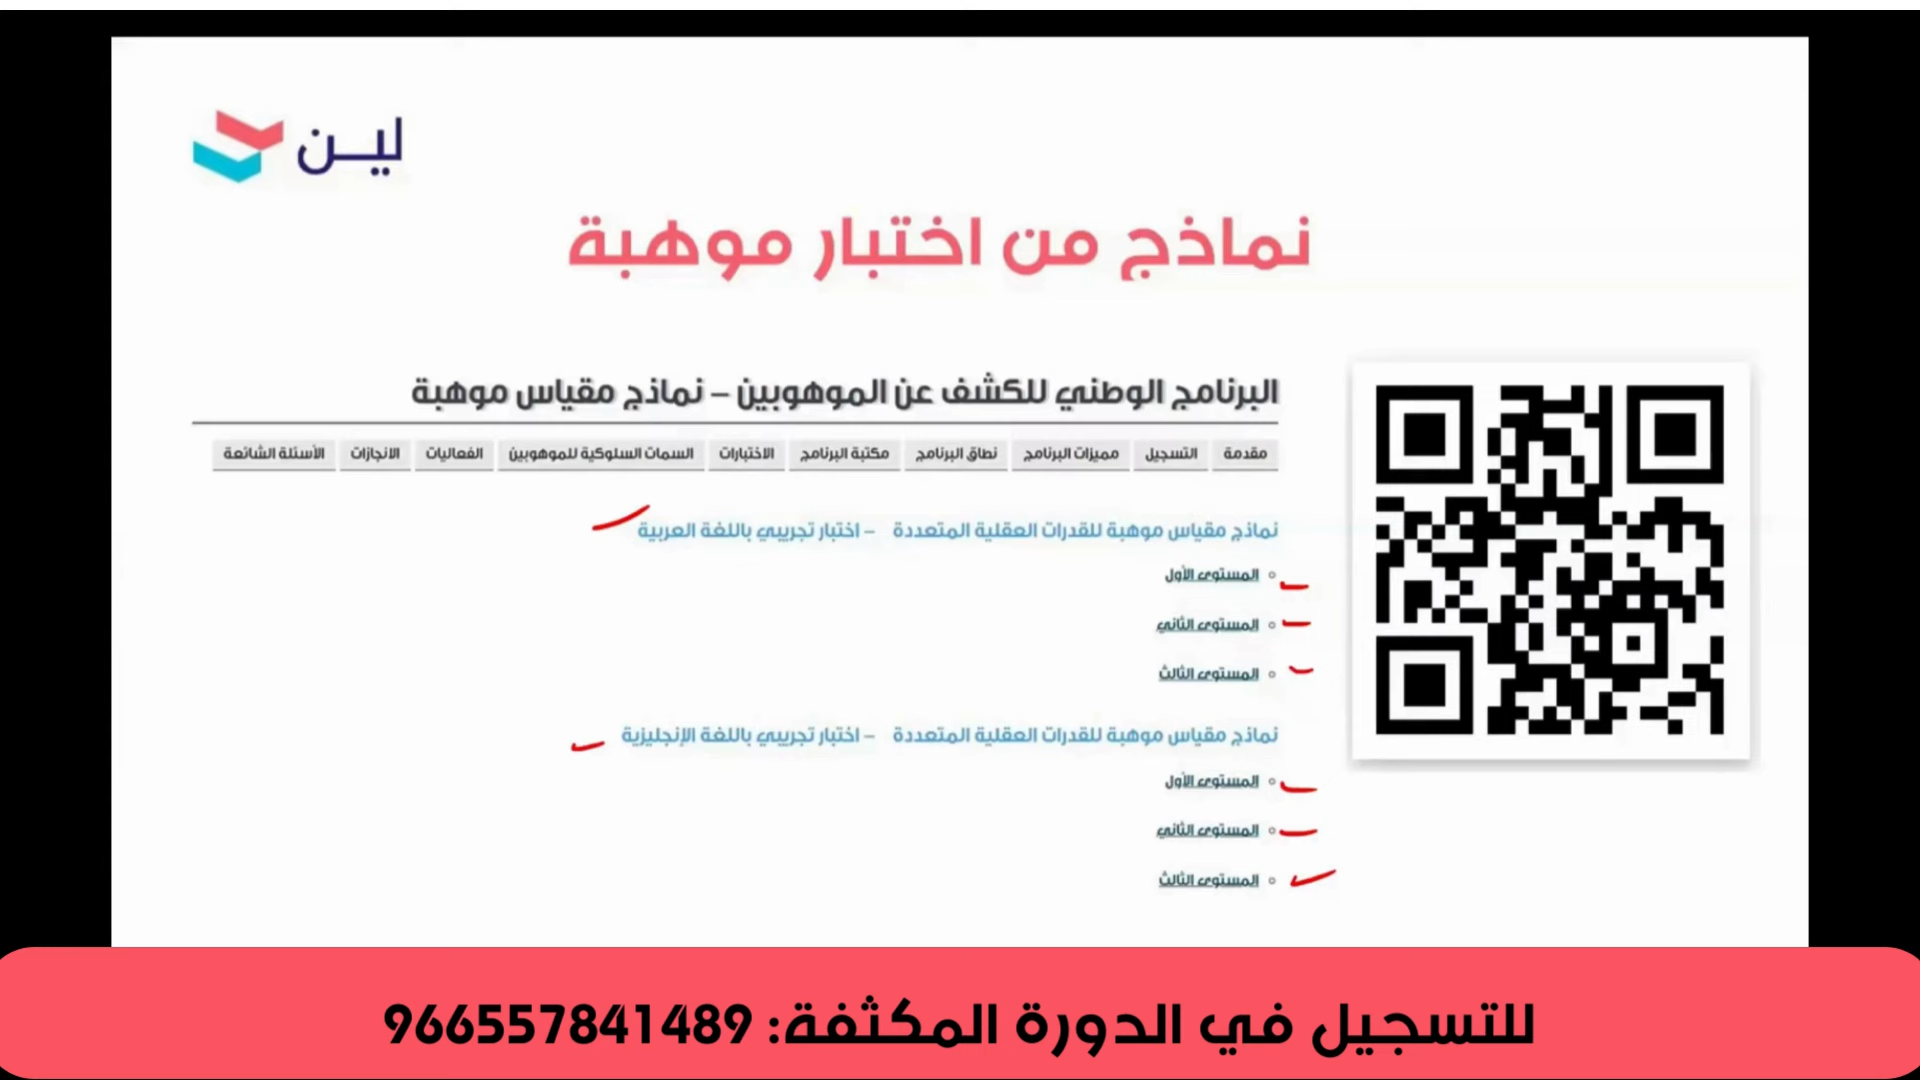 لين
نماذج من اختبار موهبة
البرنامج الوطني للكشف عن الموهوبين – نماذج مقياس موهبة
مقدمة التسجيل مميزات البرنامج نطاق البرنامج مكتبة البرنامج الاختبارات السمات السلوكية للموهوبين الفعاليات الانجازات الأسئلة الشائعة
نماذج مقياس موهبة للقدرات العقلية المتعددة – اختبار تجريبي باللغة العربية
المستوى الأول
المستوى الثاني
المستوى الثالث
نماذج مقياس موهبة للقدرات العقلية المتعددة – اختبار تجريبي باللغة الإنجليزية
المستوى الأول
المستوى الثاني
المستوى الثالث
للتسجيل في الدورة المكثفة: 966557841489